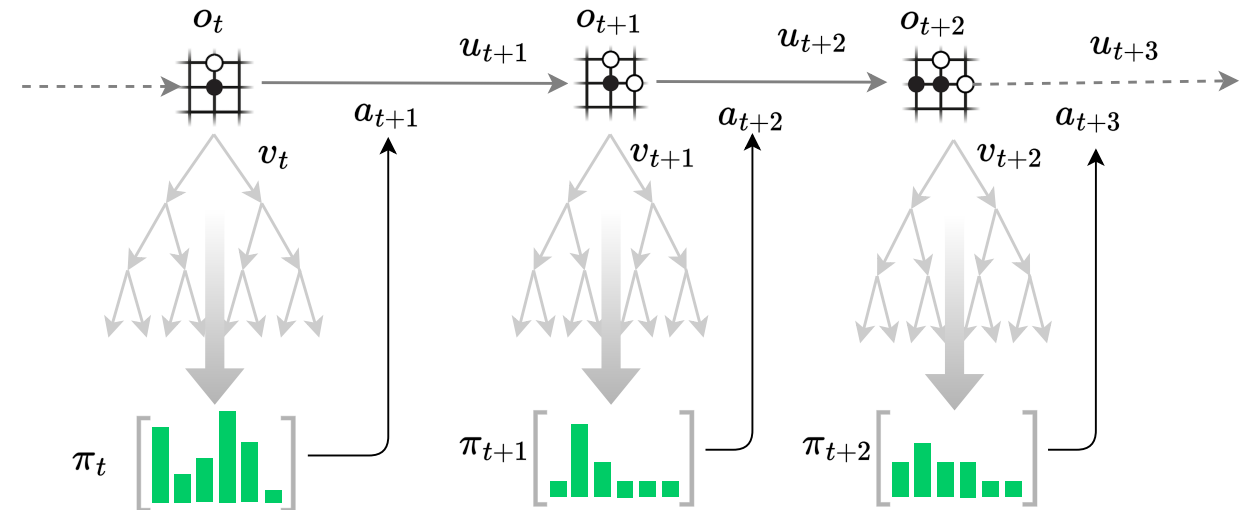 o_t
o_{t+1}
o_{t+2}
u_{t+1}
u_{t+2}
u_{t+3}
a_{t+1}
a_{t+2}
a_{t+3}
v_t
v_{t+1}
v_{t+2}
π_t
π_{t+1}
π_{t+2}